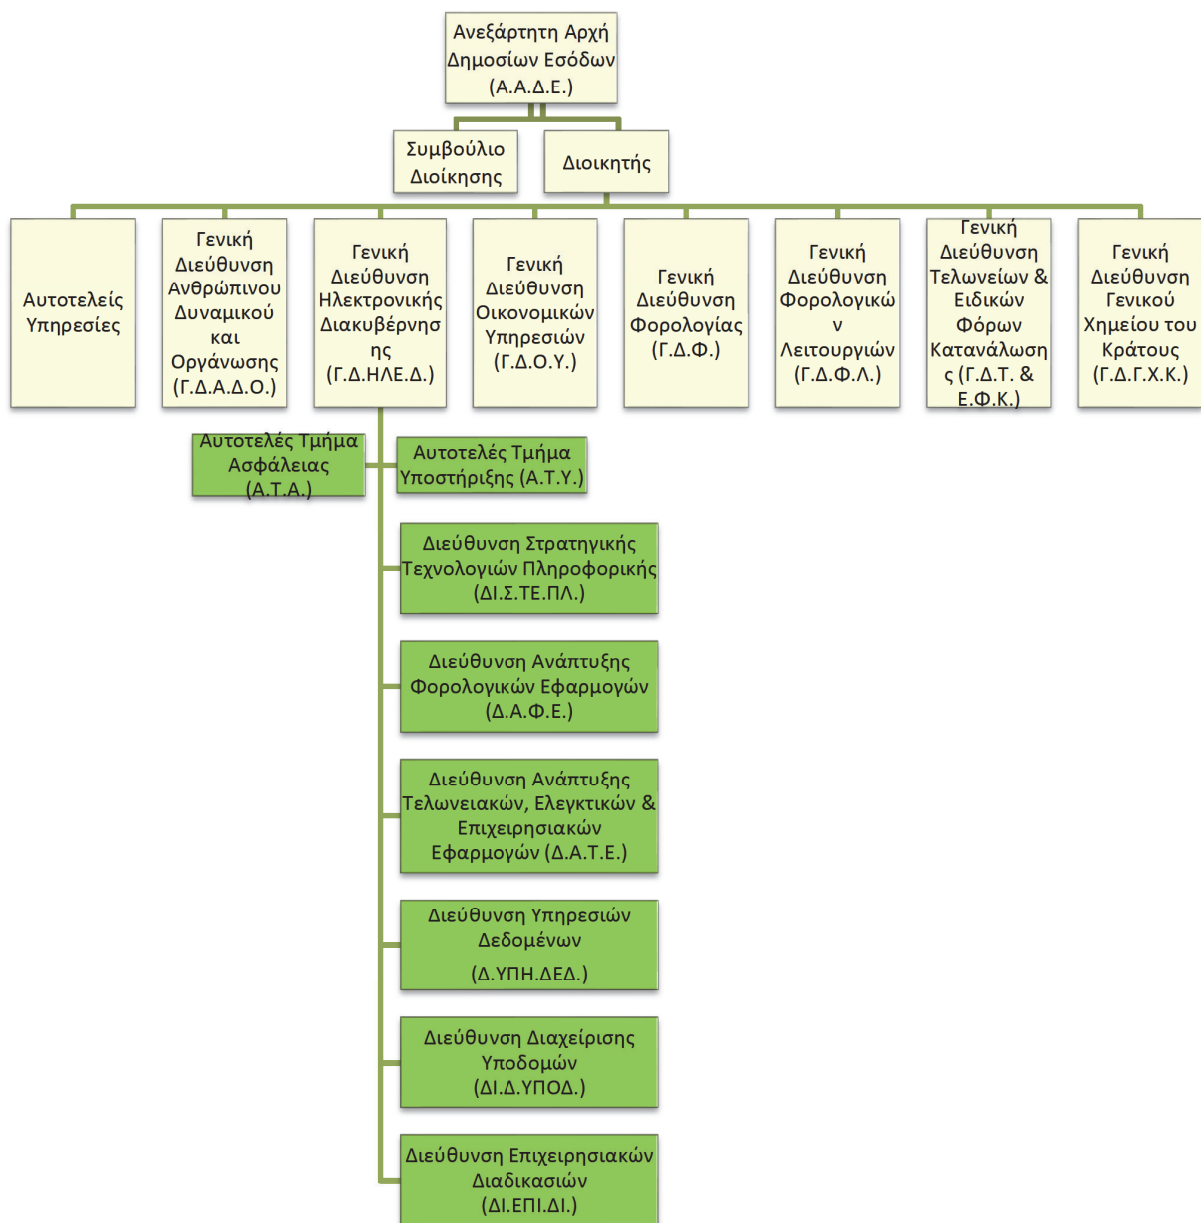 Ανεξάρτητη Αρχή
Δημοσίων Εσόδων
(Α.Α.Δ.Ε.)
Συμβούλιο
Διοίκησης
Διοικητής
Αυτοτελείς
Υπηρεσίες
Γενική
Διεύθυνση
Ανθρώπινου
Δυναμικού
και
Οργάνωσης
(Γ.Δ.Α.Δ.Ο.)
Γενική
Διεύθυνση
Ηλεκτρονικής
Διακυβέρνησ
ης
(Γ.Δ.ΗΛΕ.Δ.)
Γενική
Διεύθυνση
Οικονομικών
Υπηρεσιών
(Γ.Δ.Ο.Υ.)
Γενική
Διεύθυνση
Φορολογίας
(Γ.Δ.Φ.)
Γενική
Διεύθυνση
Φορολογικώ
ν
Λειτουργιών
(Γ.Δ.Φ.Λ.)
Γενική
Διεύθυνση
Τελωνείων &
Ειδικών
Φόρων
Κατανάλωση
ς (Γ.Δ.Τ. &
Ε.Φ.Κ.)
Γενική
Διεύθυνση
Γενικού
Χημείου του
Κράτους
(Γ.Δ.Γ.Χ.Κ.)
Αυτοτελές Τμήμα
Ασφάλειας
(Α.Τ.Α.)
Αυτοτελές Τμήμα
Υποστήριξης (Α.Τ.Υ.)
Διεύθυνση Στρατηγικής
Τεχνολογιών Πληροφορικής
(ΔΙ.Σ.ΤΕ.ΠΛ.)
Διεύθυνση Ανάπτυξης
Φορολογικών Εφαρμογών
(Δ.Α.Φ.Ε.)
Διεύθυνση Ανάπτυξης
Τελωνειακών, Ελεγκτικών &
Επιχειρησιακών
Εφαρμογών (Δ.Α.Τ.Ε.)
Διεύθυνση Υπηρεσιών
Δεδομένων
(Δ.ΥΠΗ.ΔΕΔ.)
Διεύθυνση Διαχείρισης
Υποδομών
(ΔΙ.Δ.ΥΠΟΔ.)
Διεύθυνση Επιχειρησιακών
Διαδικασιών
(ΔΙ.ΕΠΙ.ΔΙ.)